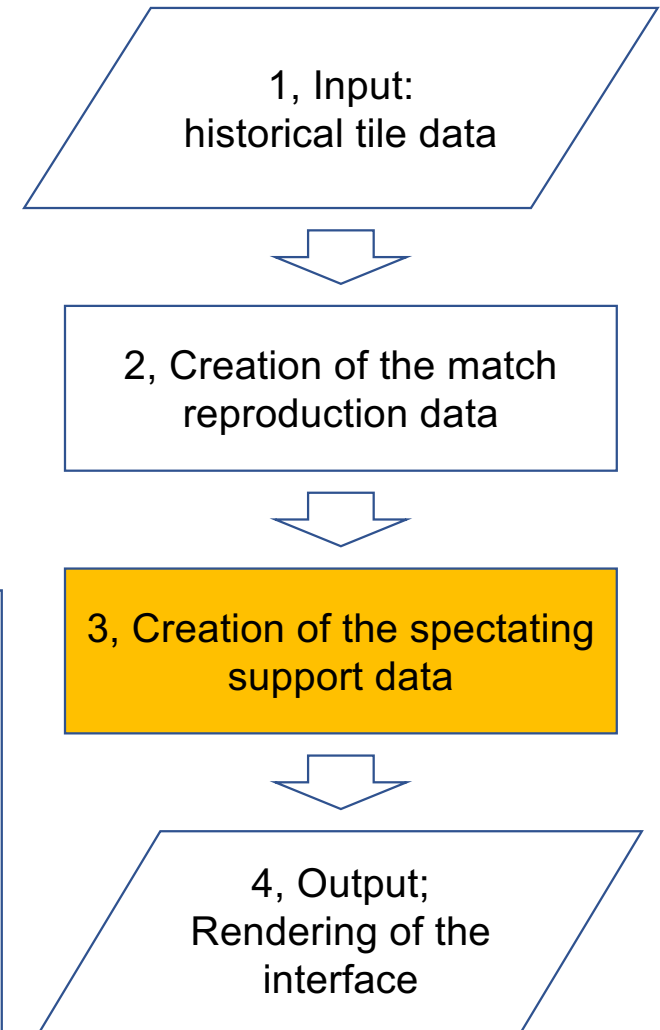 1, Input:
historical tile data
2, Creation of the match
reproduction data
3, Creation of the spectating
support data
4, Output;
Rendering of the
interface